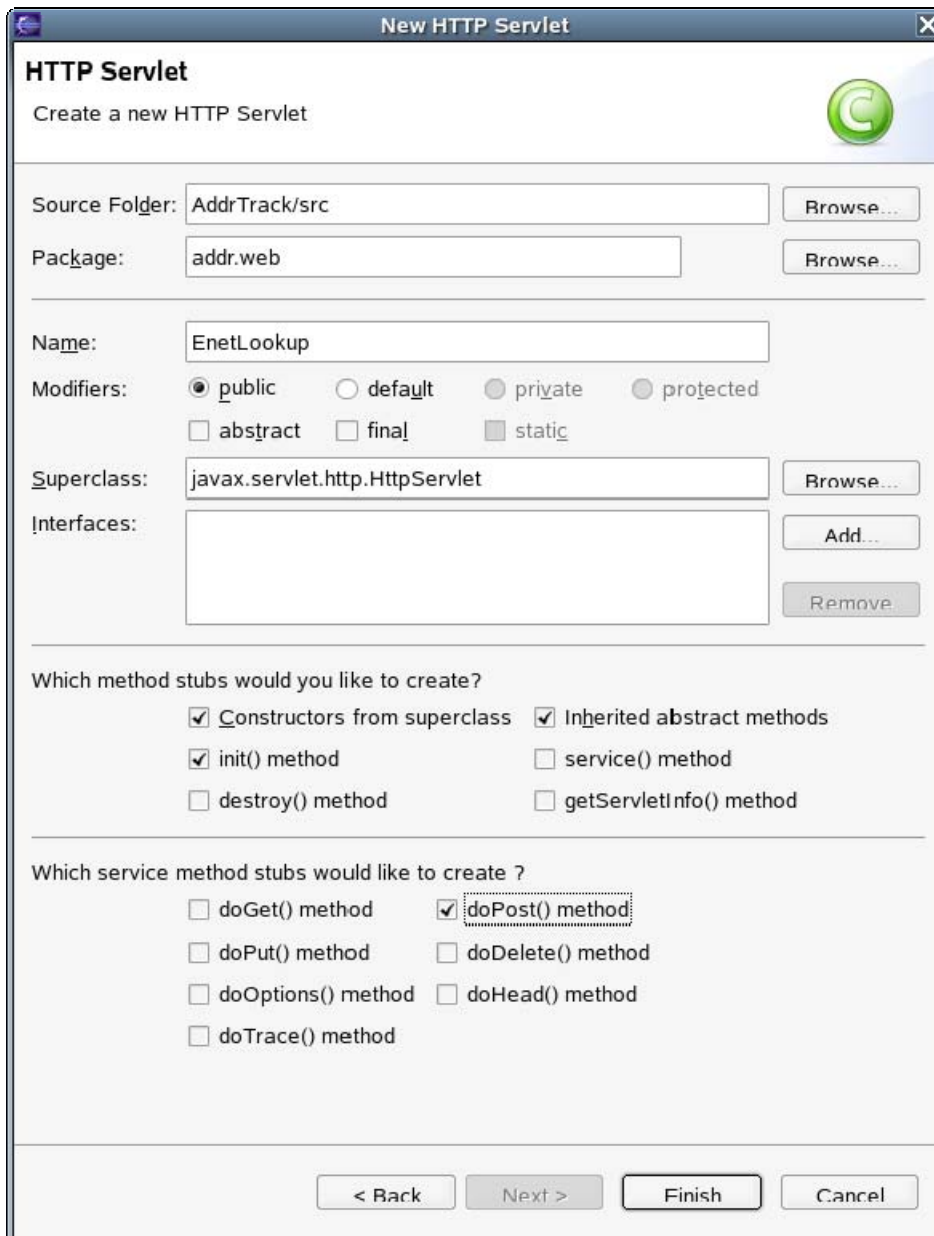 New HTTP Servlet
HTTP Servlet
Create a new HTTP Servlet
Source Folder: AddrTrack/src Browse...
Package: addr.web Browse...
Name: EnetLookup
Modifiers: public default private protected
abstract final static
Superclass: javax.servlet.http.HttpServlet Browse...
Interfaces: Add...
Remove
Which method stubs would you like to create?
Constructors from superclass Inherited abstract methods
init() method service() method
destroy() method getServletInfo() method
Which service method stubs would like to create ?
doGet() method doPost() method
doPut() method doDelete() method
doOptions() method doHead() method
doTrace() method
< Back Next > Finish Cancel